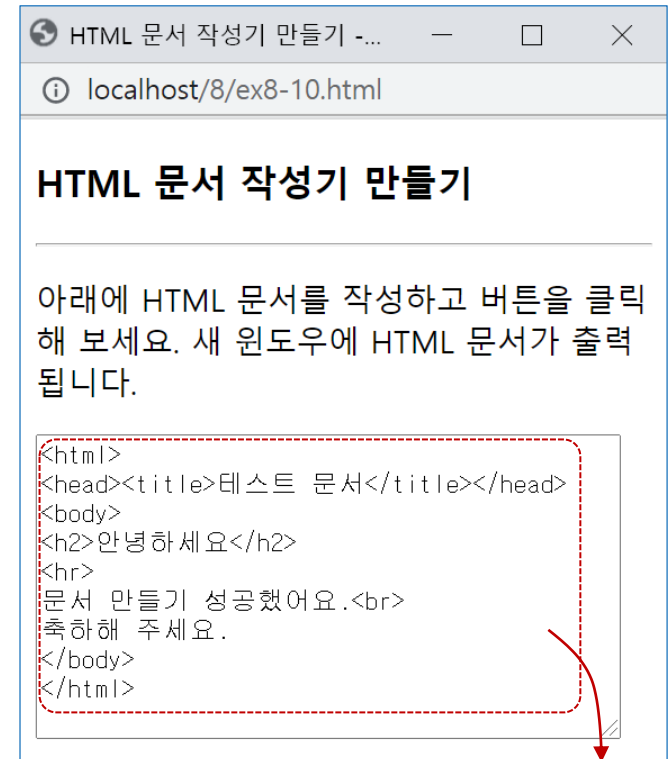 HTML 문서 작성기 만들기 -...
localhost/8/ex8-10.html
HTML 문서 작성기 만들기
아래에 HTML 문서를 작성하고 버튼을 클릭
해 보세요. 새 윈도우에 HTML 문서가 출력
됩니다.
<html>
<head><title>테스트 문서</title></head>
<body>
<h2>안녕하세요</h2>
<hr>
문서 만들기 성공했어요.<br>
축하해 주세요.
</body>
</html>